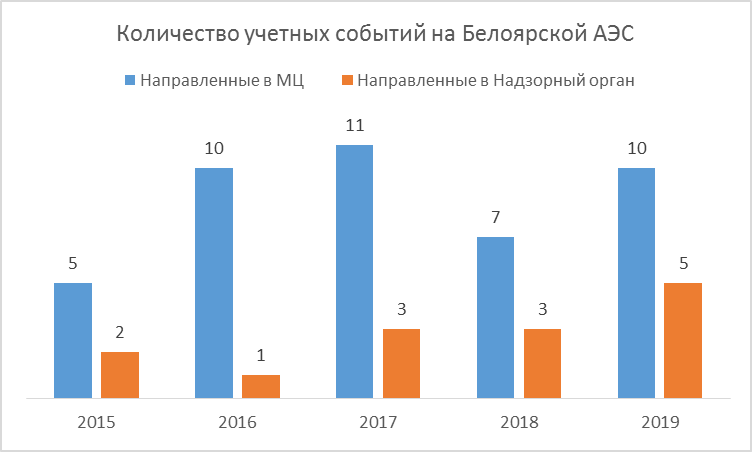 Количество учетных событий на Белоярской АЭС
Направленные в МЦ Направленные в Надзорный орган
11
10 10
7
5 5
3 3
2
1
2015 2016 2017 2018 2019